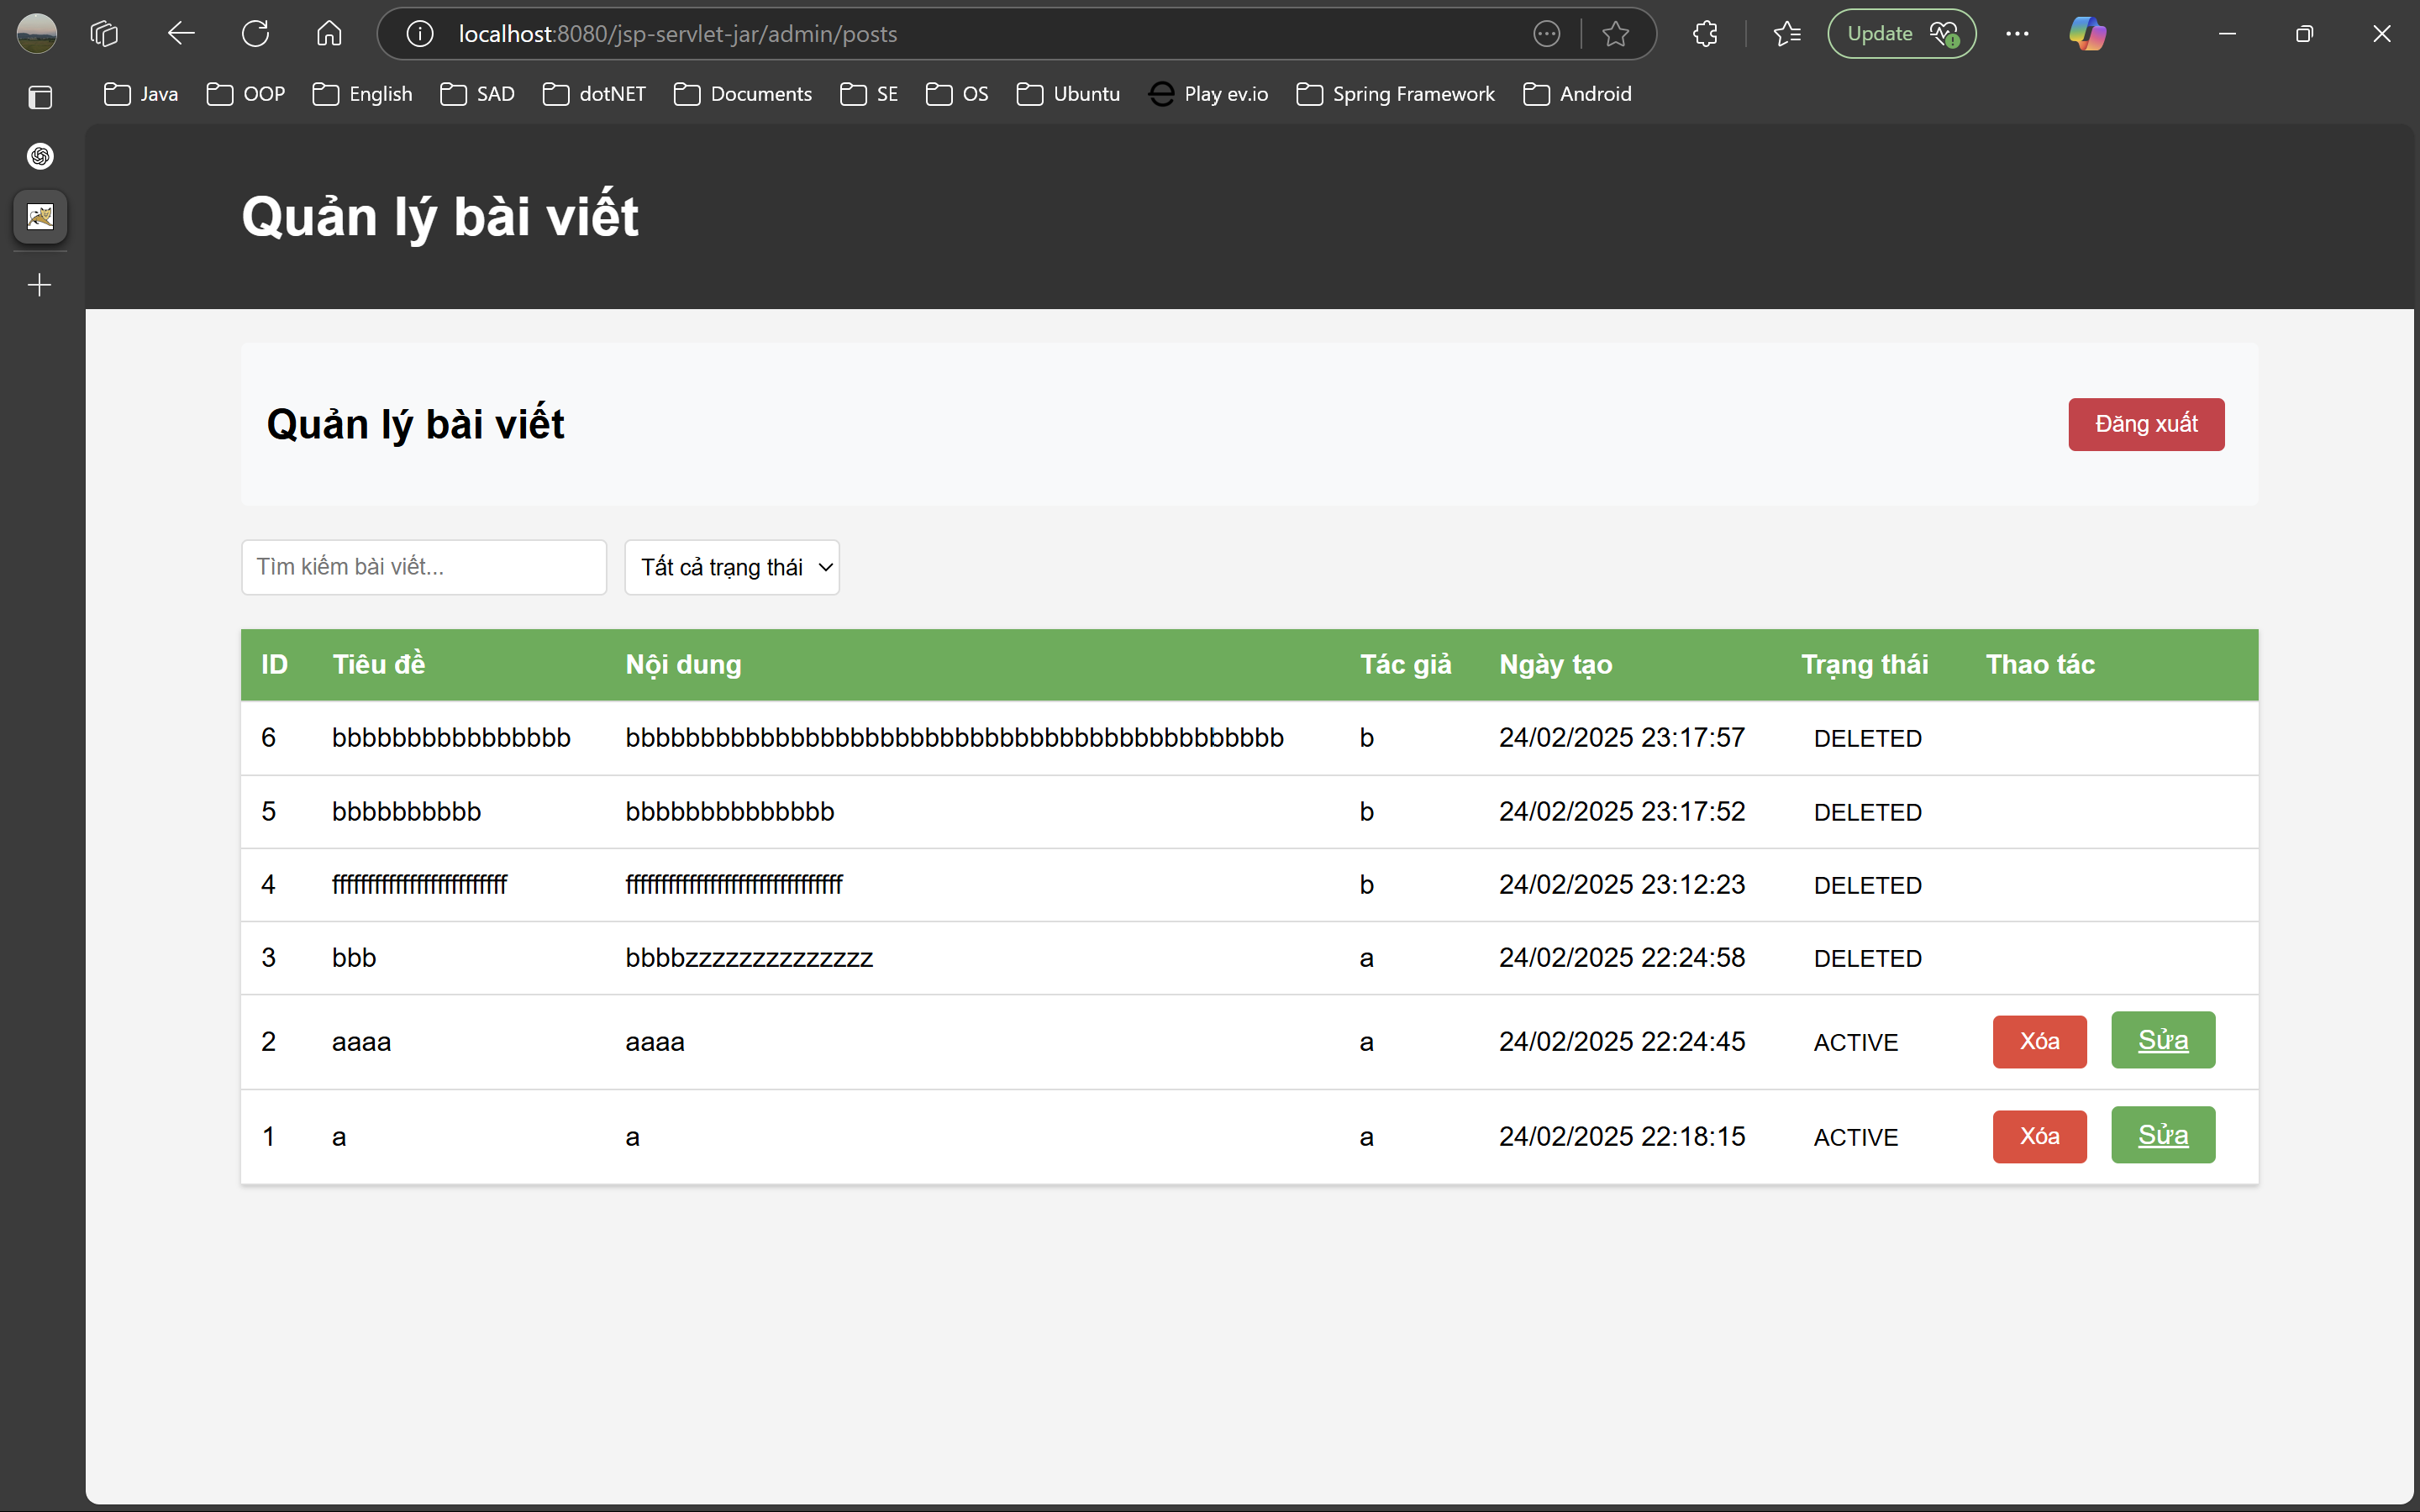 localhost:8080/jsp-servlet-jar/admin/posts
Update
Java OOP English SAD dotNET Documents SE OS Ubuntu Play ev.io Spring Framework Android
Quản lý bài viết
Quản lý bài viết
Đăng xuất
Tìm kiếm bài viết...
Tất cả trạng thái
ID Tiêu đề Nội dung Tác giả Ngày tạo Trạng thái Thao tác
6 bbbbbbbbbbbbbbbb bbbbbbbbbbbbbbbbbbbbbbbbbbbbbbbbbbbbbbbbbbbb b 24/02/2025 23:17:57 DELETED
5 bbbbbbbbbb bbbbbbbbbbbbbb b 24/02/2025 23:17:52 DELETED
4 b 24/02/2025 23:12:23 DELETED
3 bbb bbbbzzzzzzzzzzzzzz a 24/02/2025 22:24:58 DELETED
2 aaaa aaaa a 24/02/2025 22:24:45 ACTIVE Xóa Sửa
1 a a a 24/02/2025 22:18:15 ACTIVE Xóa Sửa